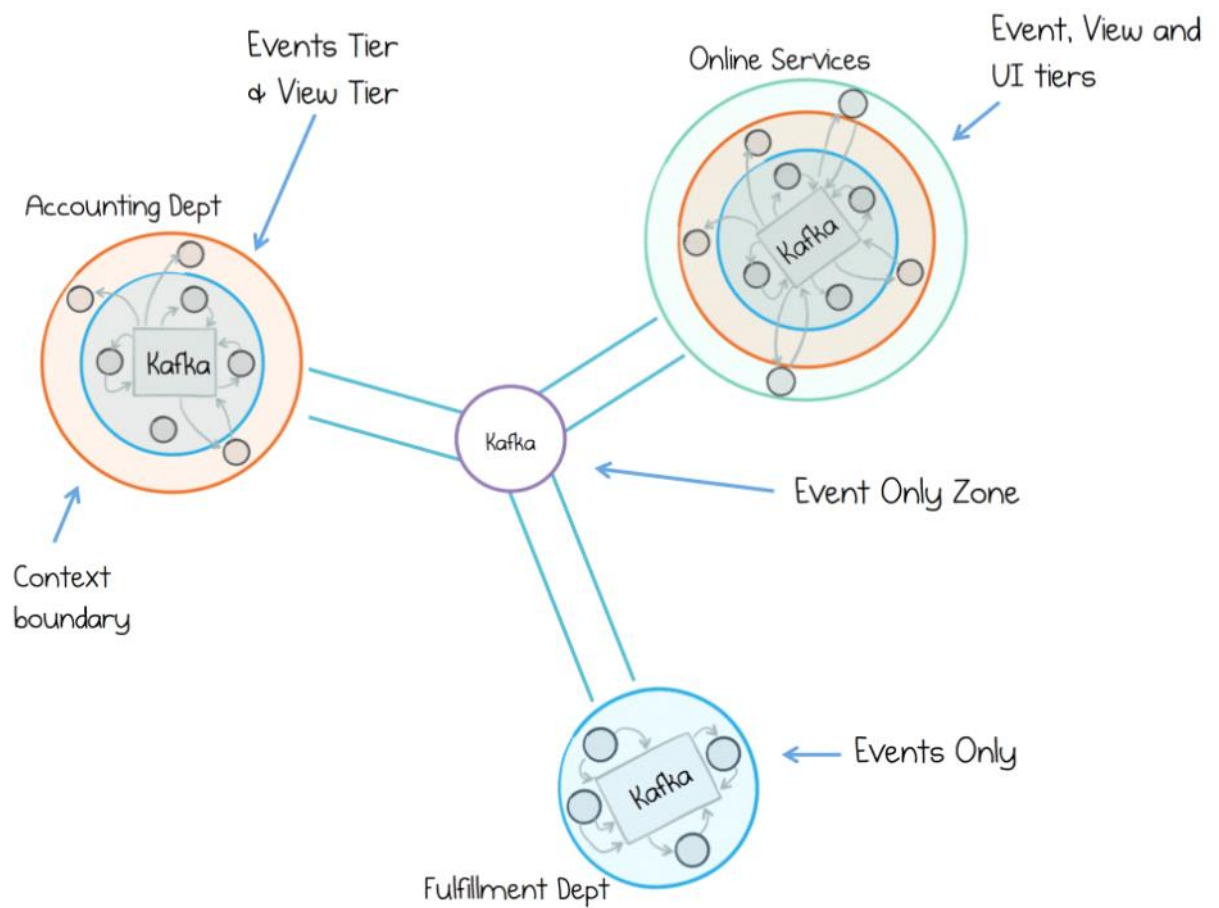 Events Tier
& View Tier
Online Services
Event, View and
UI tiers
Accounting Dept
Kafka
Kafka
Kafka
Event Only Zone
Context
boundary
Kafka
Events Only
Fulfillment Dept